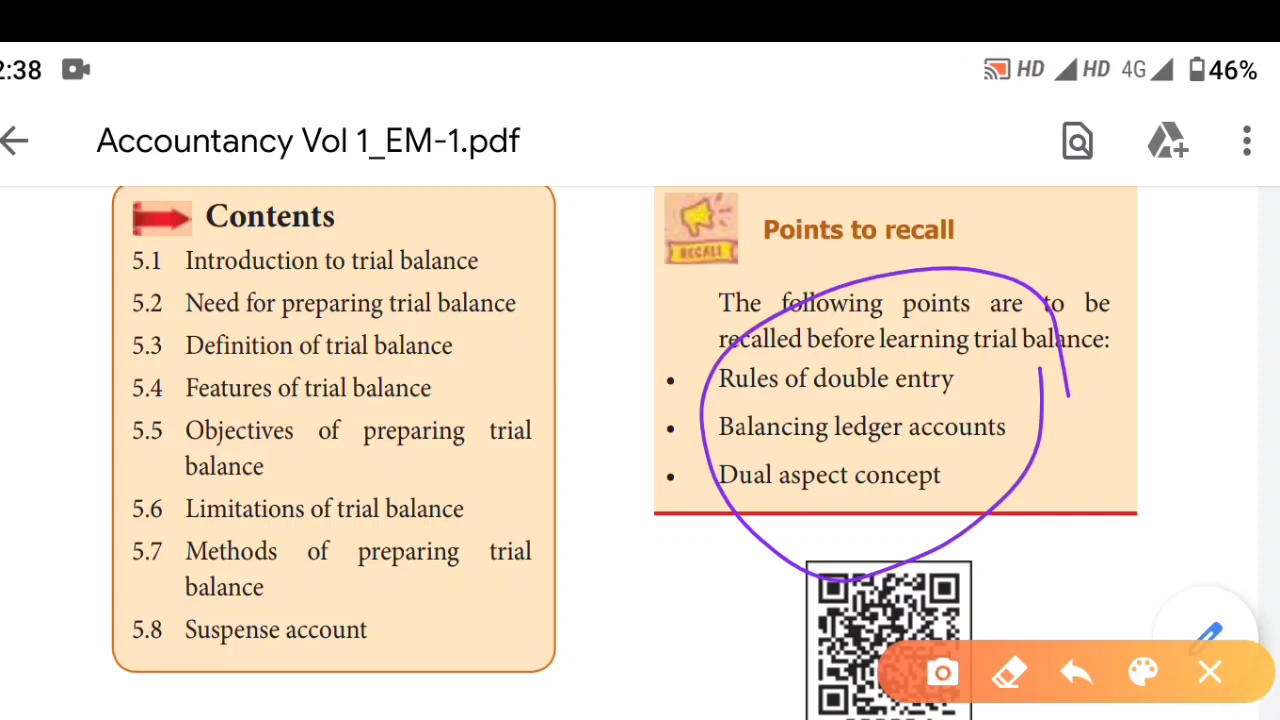 2:38
HD HD 4G 46%
Accountancy Vol 1_EM-1.pdf
Contents
5.1 Introduction to trial balance
5.2 Need for preparing trial balance
5.3 Definition of trial balance
5.4 Features of trial balance
5.5 Objectives of preparing trial
balance
5.6 Limitations of trial balance
5.7 Methods of preparing trial
balance
5.8 Suspense account
RECALL
Points to recall
The following points are to be
recalled before learning trial balance:
• Rules of double entry
• Balancing ledger accounts
• Dual aspect concept